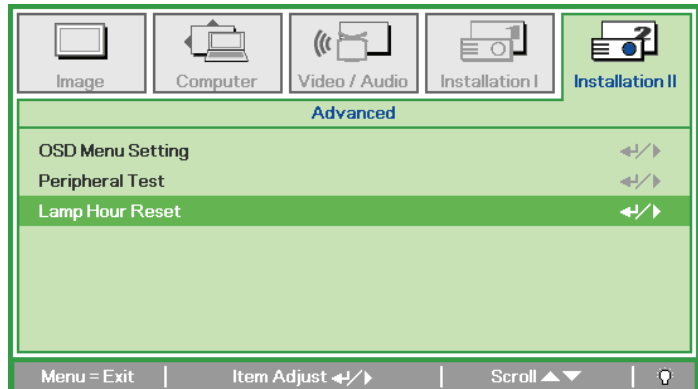 Image Computer Video / Audio Installation I Installation II
Advanced
OSD Menu Setting
Peripheral Test
Lamp Hour Reset
Menu = Exit Item Adjust Scroll